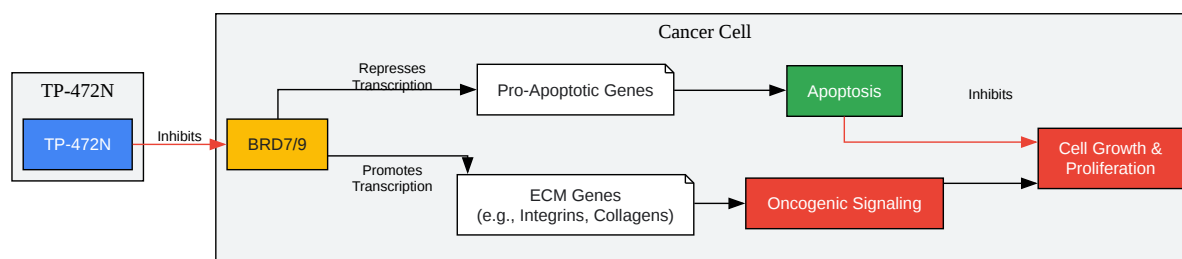 Cancer Cell
TP-472N
TP-472N
Inhibits
BRD7/9
Represses
Transcription
Pro-Apoptotic Genes
Apoptosis
Inhibits
Promotes
Transcription
ECM Genes
(e.g., Integrins, Collagens)
Oncogenic Signaling
Cell Growth &
Proliferation